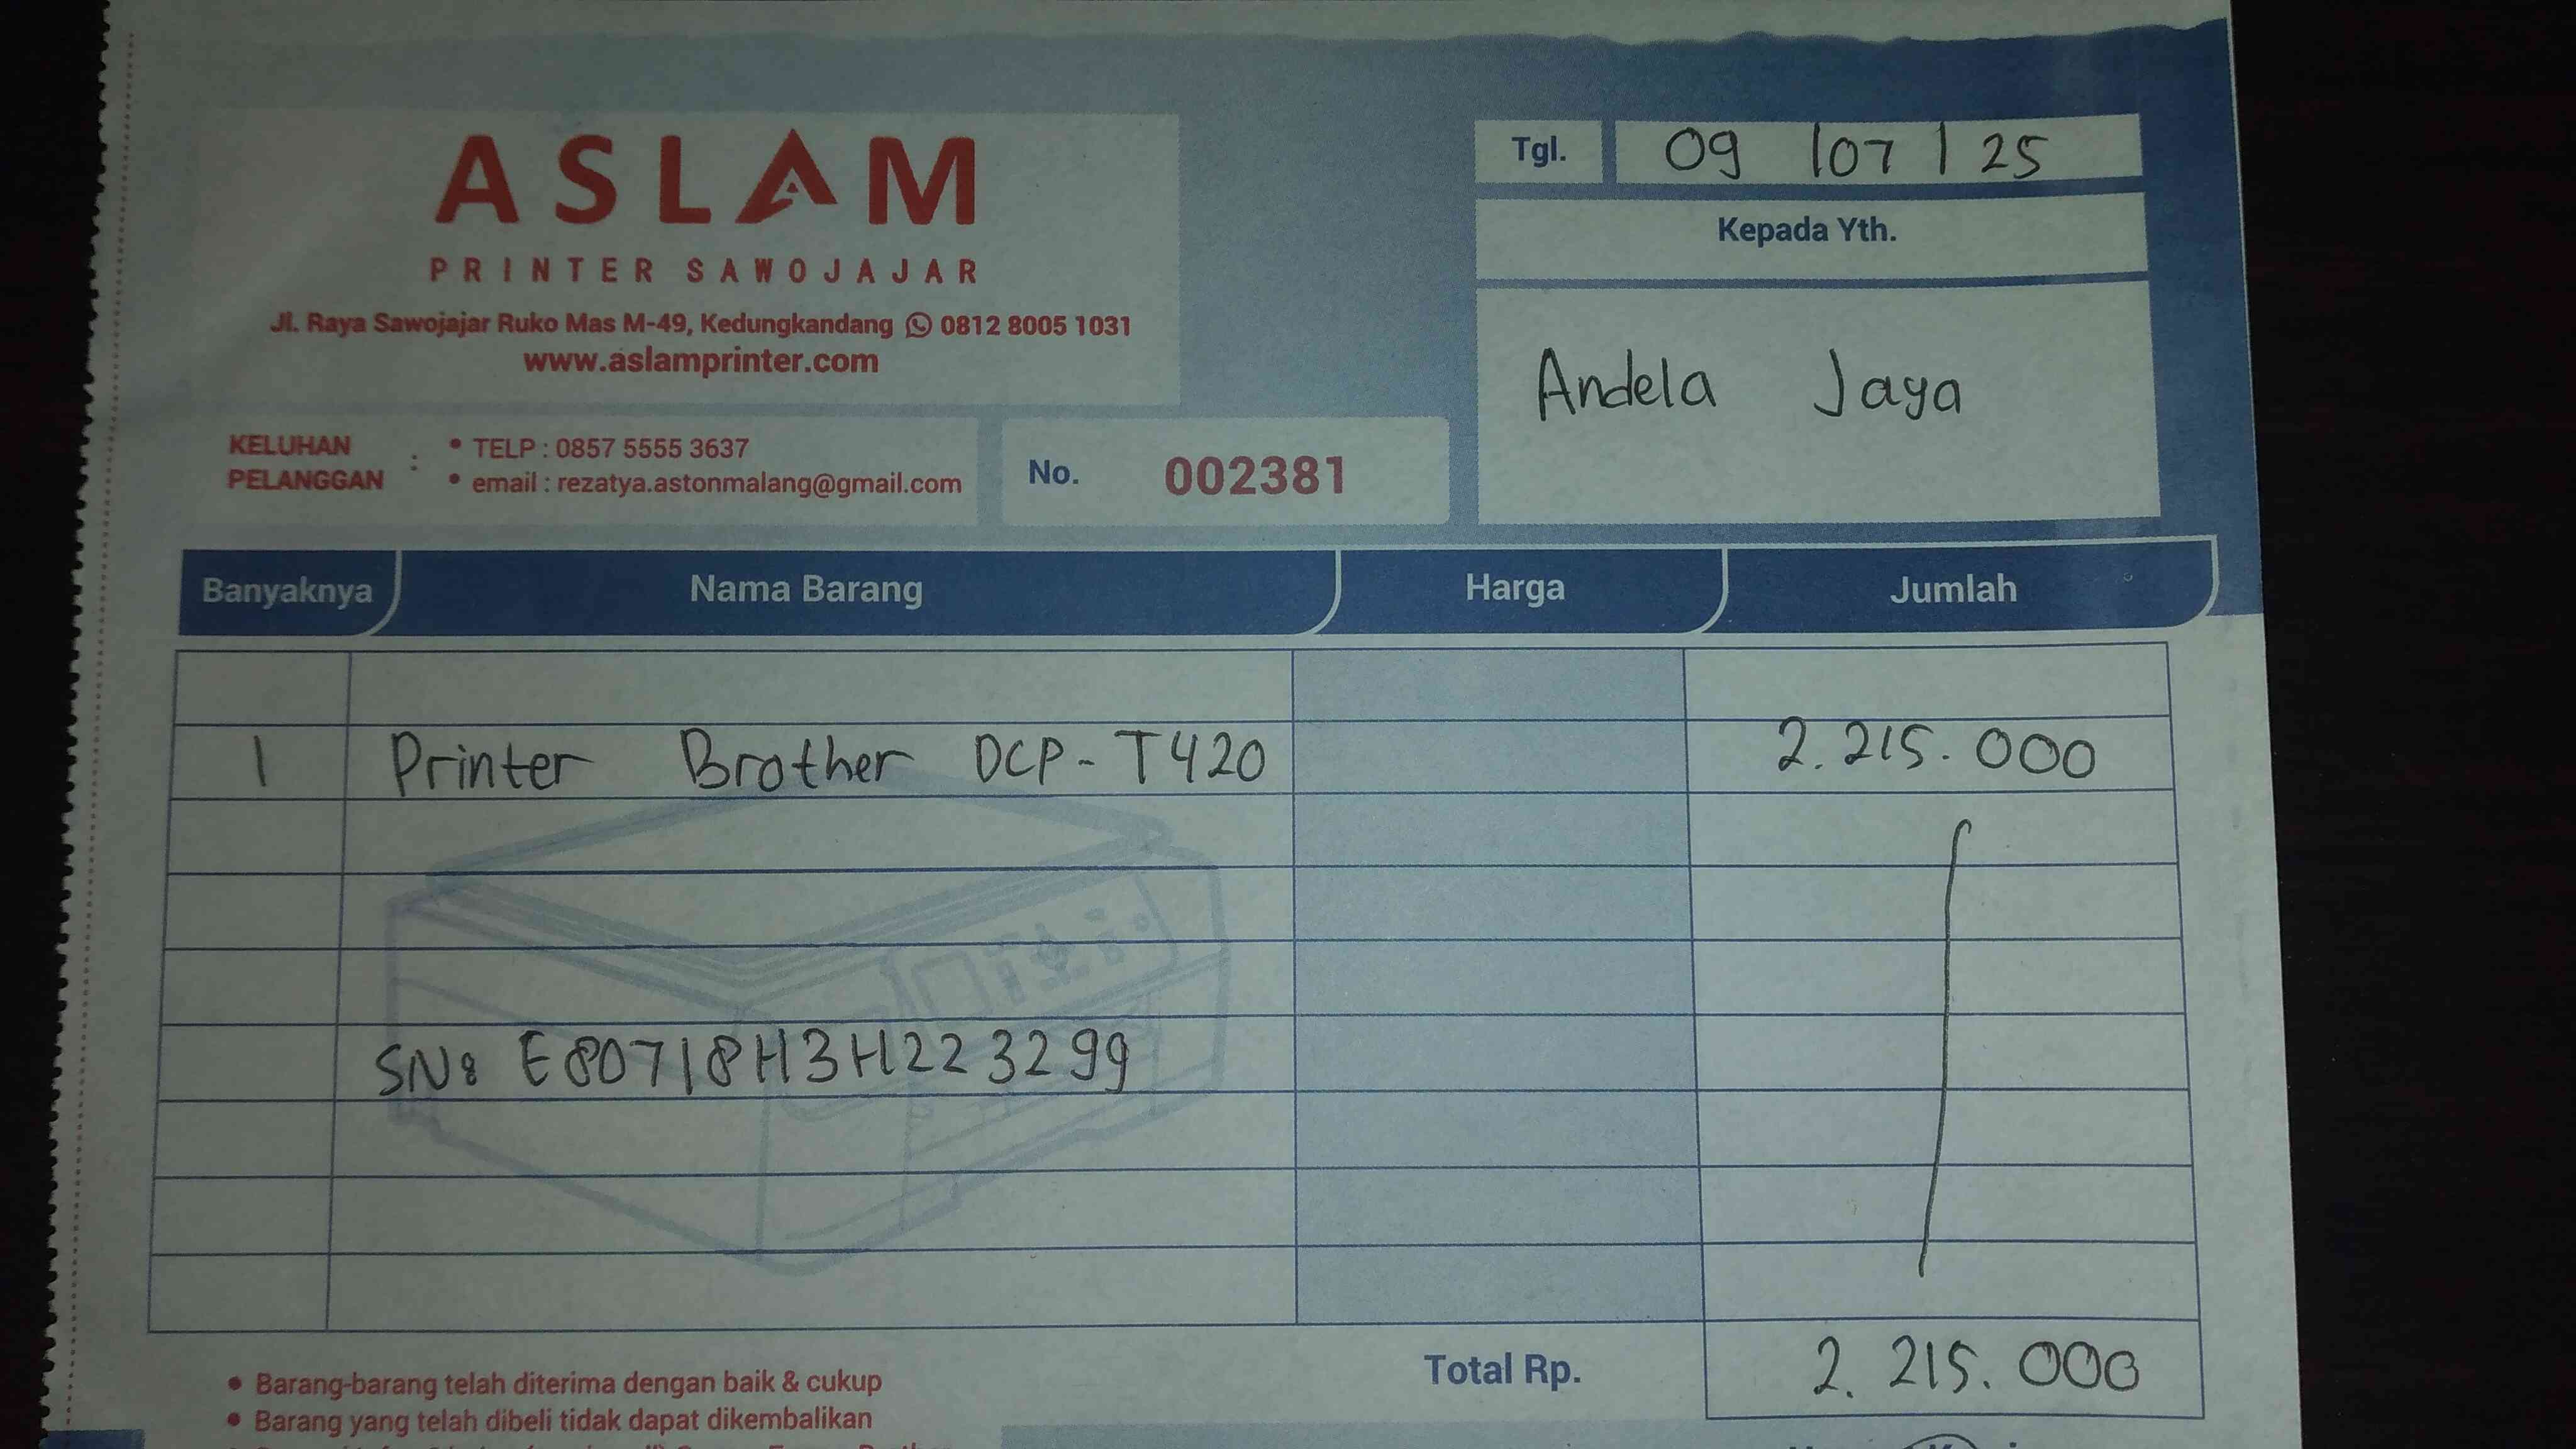 ASLAM
PRINTER SAWOJAJAR
Jl. Raya Sawojajar Ruko Mas M-49, Kedungkandang 0812 8005 1031
www.aslamprinter.com
KELUHAN PELANGGAN :
• TELP : 0857 5555 3637
• email : rezatya.astonmalang@gmail.com
No. 002381
Tgl. 09 /07 / 25
Kepada Yth.
Andela Jaya
Banyaknya Nama Barang Harga Jumlah
1 Printer Brother DCP-T420 2.215.000
SN: E80718H3H223299
Total Rp. 2.215.000
• Barang-barang telah diterima dengan baik & cukup
• Barang yang telah dibeli tidak dapat dikembalikan